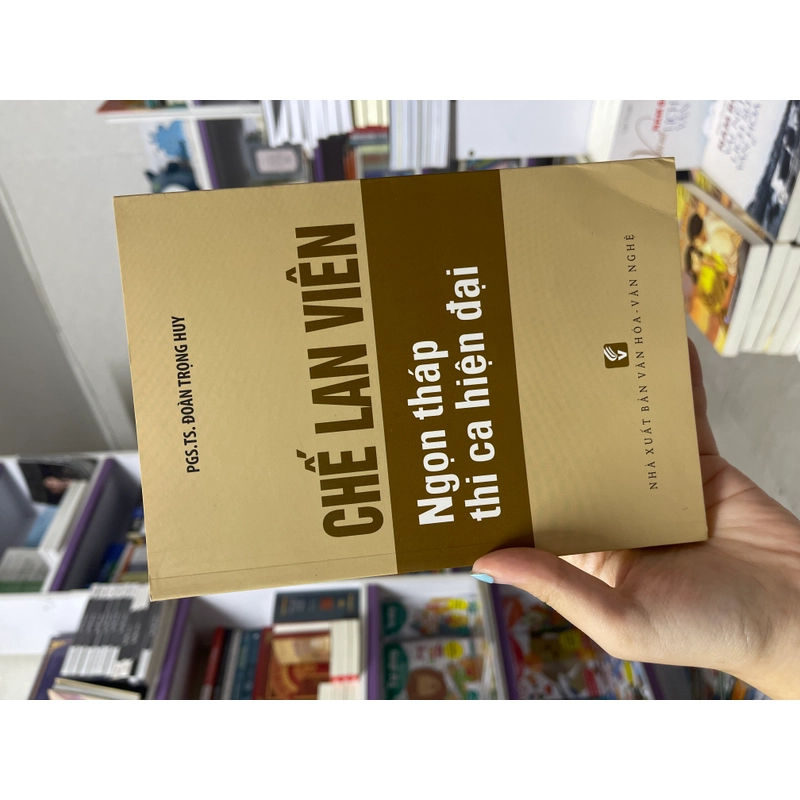 PGS.TS. ĐOÀN TRỌNG HUY
CHẾ LAN VIÊN
Ngọn tháp
thi ca hiện đại
NHÀ XUẤT BẢN VĂN HÓA - VĂN NGHỆ